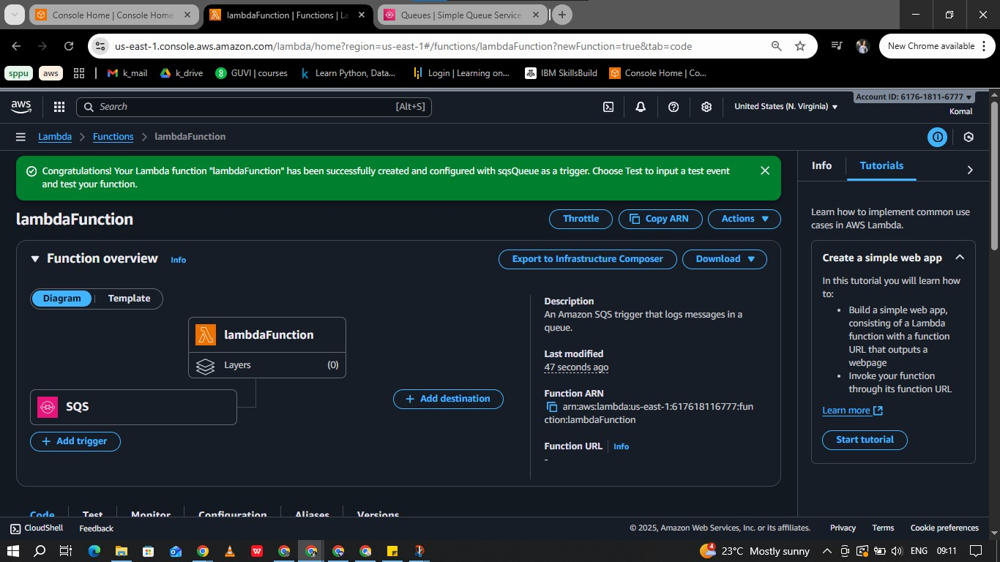 Console Home | Console Home
lambdaFunction | Functions | La
Queues | Simple Queue Service
us-east-1.console.aws.amazon.com/lambda/home?region=us-east-1#/functions/lambdaFunction?newFunction=true&tab=code
New Chrome available
sppu
aws
k_mail
k_drive
GUVI | courses
Learn Python, Data...
Login | Learning on...
IBM SkillsBuild
Console Home | Co...
aws
Search
[Alt+S]
United States (N. Virginia)
Account ID: 6176-1811-6777
Komal
Lambda
Functions
lambdaFunction
Congratulations! Your Lambda function "lambdaFunction" has been successfully created and configured with sqsQueue as a trigger. Choose Test to input a test event
and test your function.
lambdaFunction
Throttle
Copy ARN
Actions
Function overview
Info
Export to Infrastructure Composer
Download
Diagram
Template
lambdaFunction
Layers
(0)
SQS
Add trigger
Add destination
Description
An Amazon SQS trigger that logs messages in a
queue.
Last modified
47 seconds ago
Function ARN
arn:aws:lambda:us-east-1:617618116777:fun
ction:lambdaFunction
Function URL
Info
-
Code
Test
Monitor
Configuration
Aliases
Versions
Info
Tutorials
Learn how to implement common use
cases in AWS Lambda.
Create a simple web app
In this tutorial you will learn how
to:
• Build a simple web app,
consisting of a Lambda
function with a function
URL that outputs a
webpage
• Invoke your function
through its function URL
Learn more
Start tutorial
CloudShell
Feedback
© 2025, Amazon Web Services, Inc. or its affiliates.
Privacy
Terms
Cookie preferences
4
23°C Mostly sunny
ENG
09:11